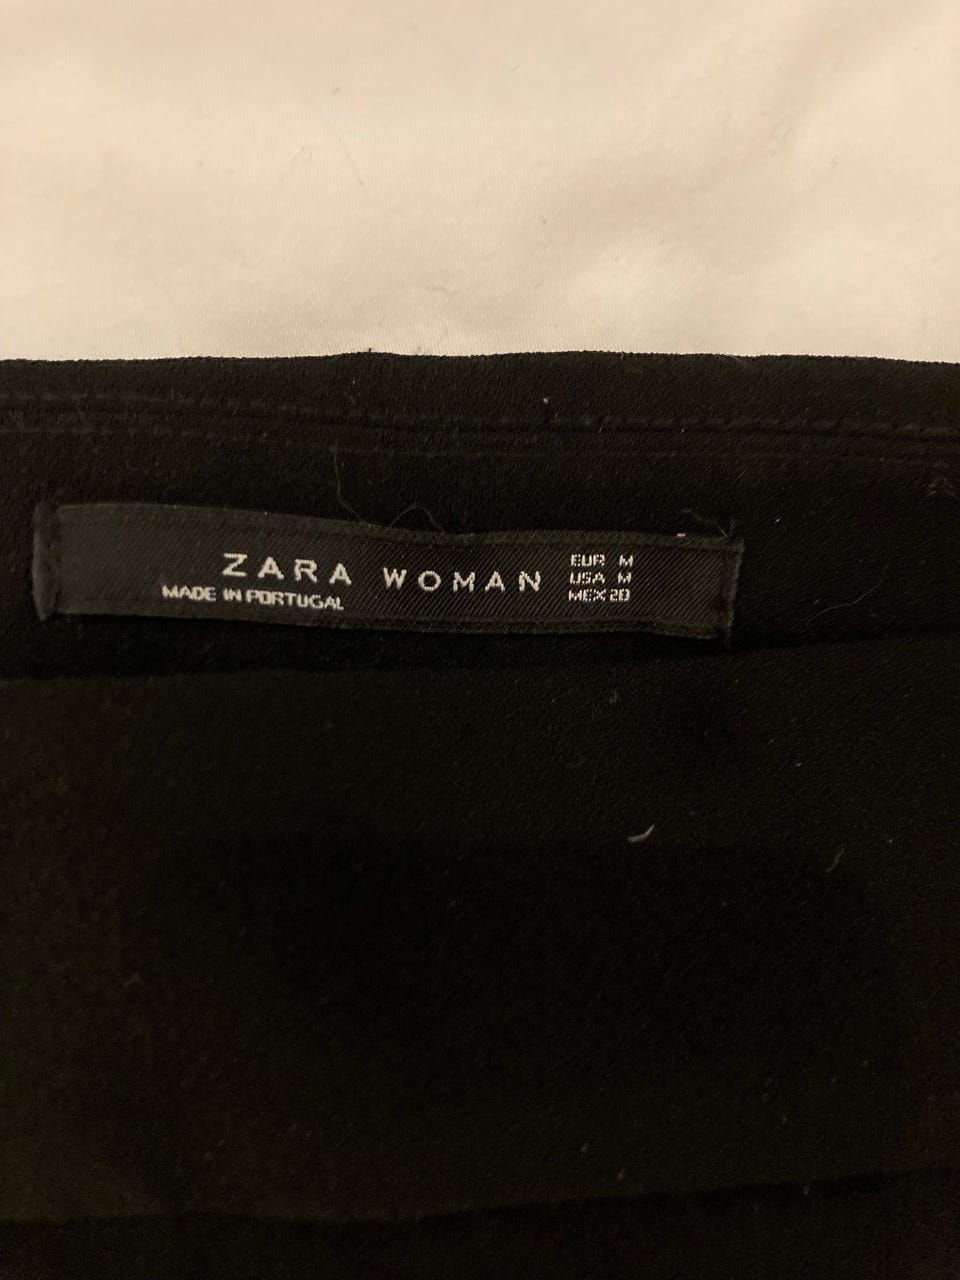 ZARA WOMAN
MADE IN PORTUGAL
EUR M
USA M
MEX 28